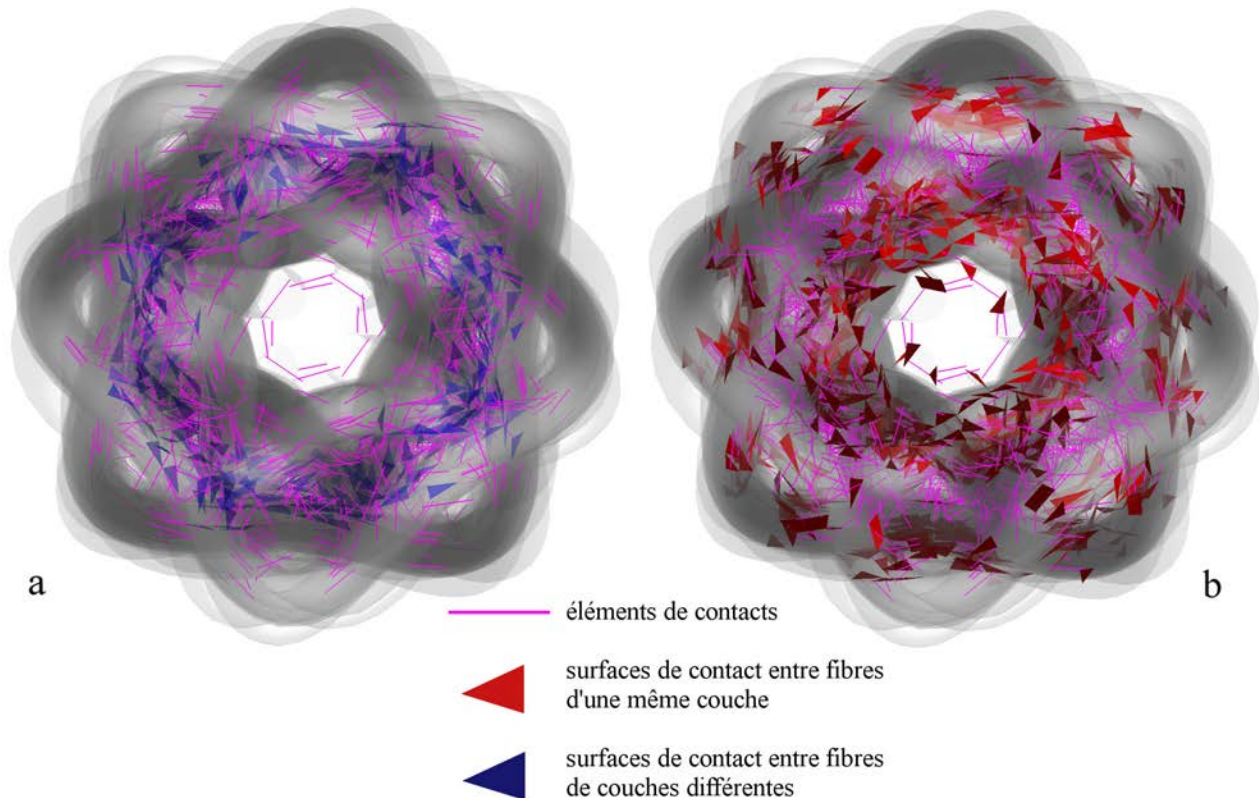 a
b
éléments de contacts
surfaces de contact entre fibres
d'une même couche
surfaces de contact entre fibres
de couches différentes